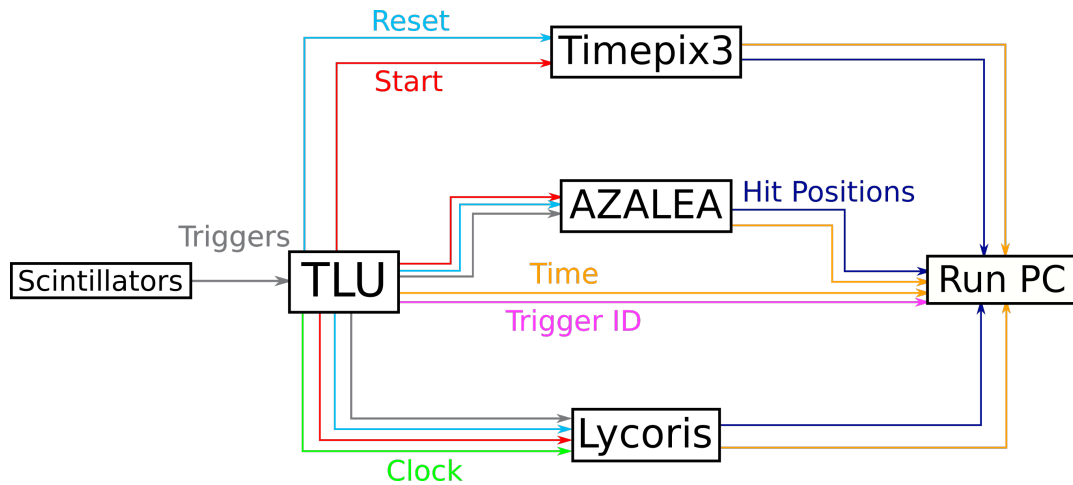 Reset
Timepix3
Start
AZALEA
Hit Positions
Triggers
Scintillators
TLU
Time
Run PC
Trigger ID
Lycoris
Clock